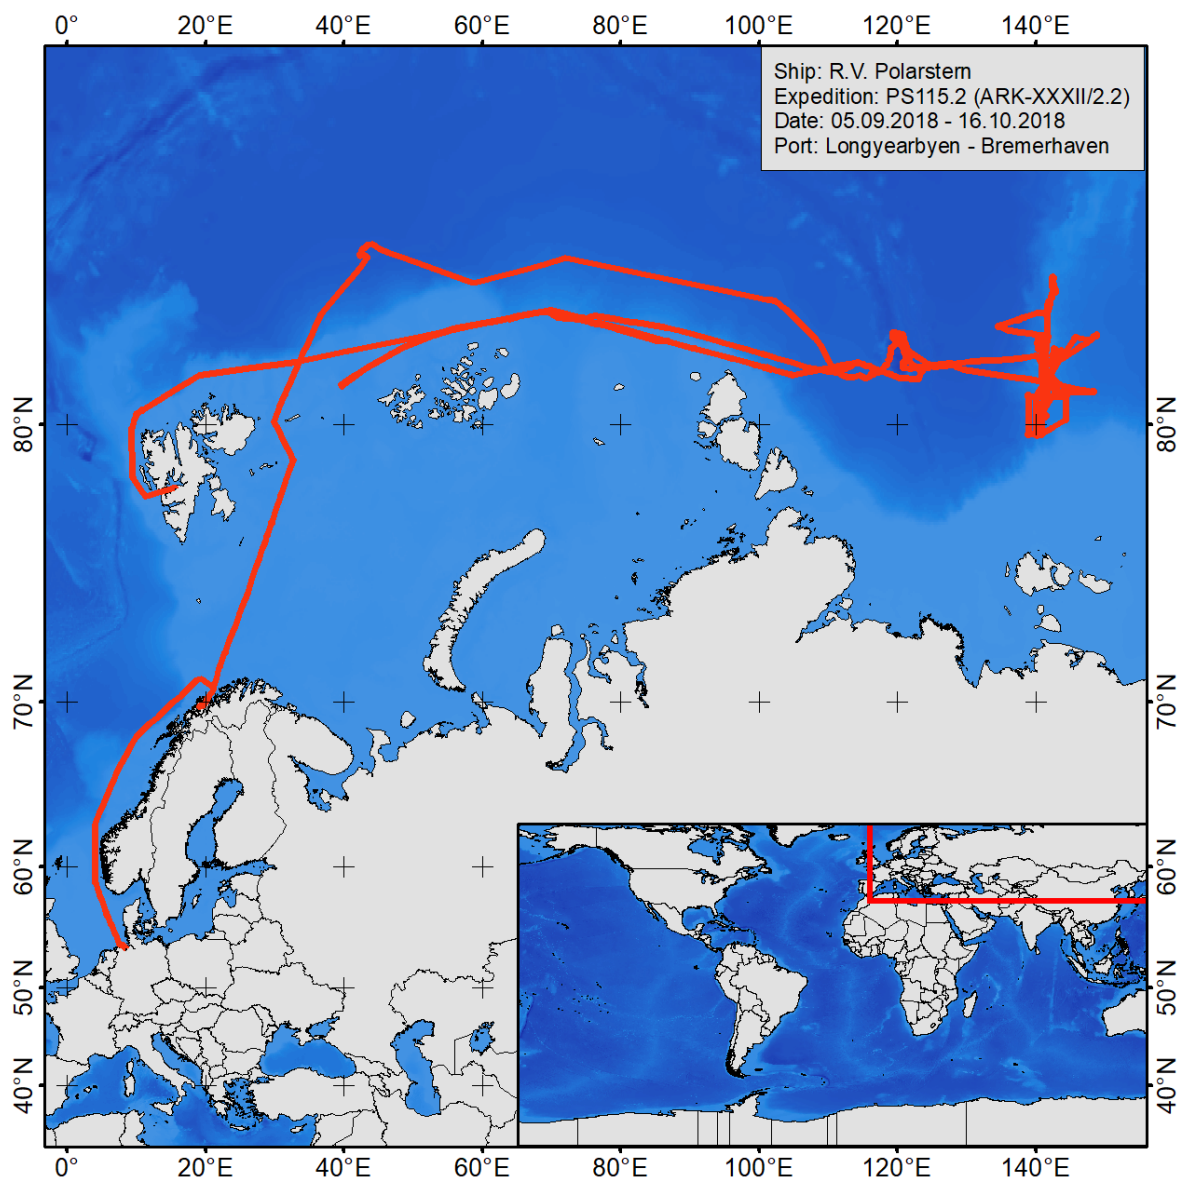 0° 20°E 40°E 60°E 80°E 100°E 120°E 140°E
Ship: R.V. Polarstern
Expedition: PS115.2 (ARK-XXXII/2.2)
Date: 05.09.2018 - 16.10.2018
Port: Longyearbyen - Bremerhaven
80°N 80°N
70°N 70°N
60°N 60°N
50°N 50°N
40°N 40°N
0° 20°E 40°E 60°E 80°E 100°E 120°E 140°E